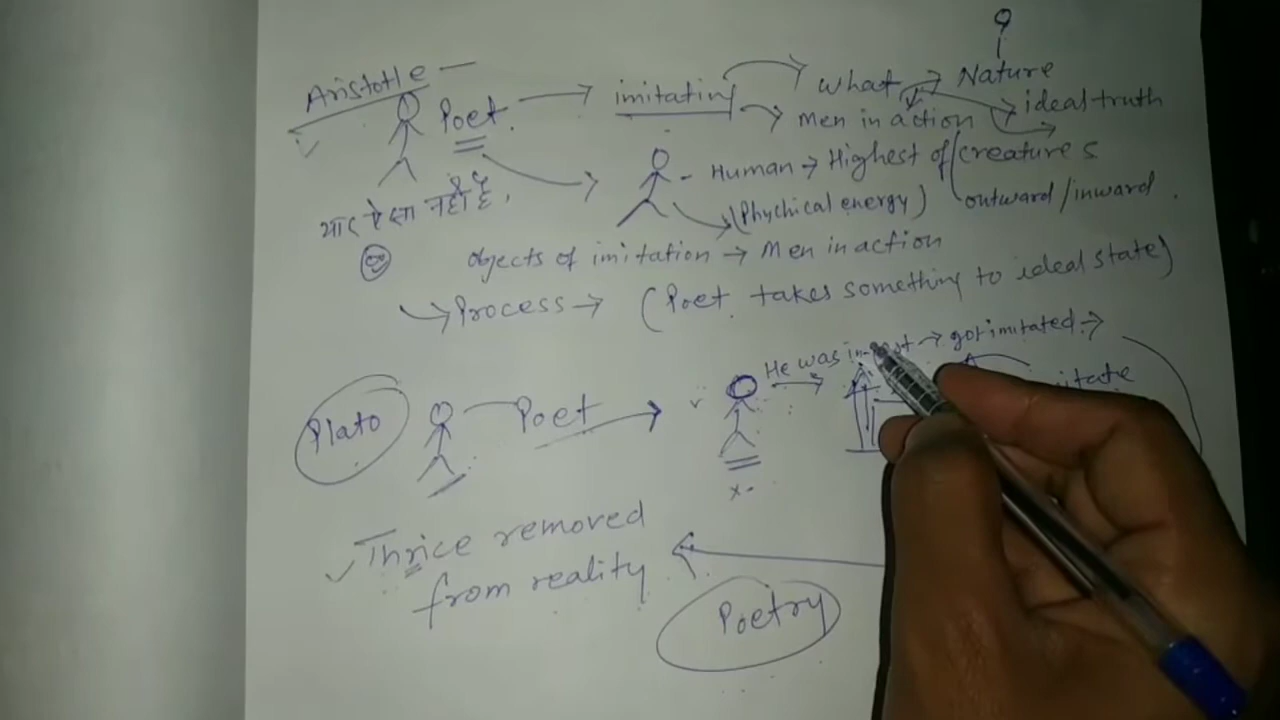 Aristotle —
Poet. → imitating → what → Nature
→ men in action → ideal truth
- Human → Highest of creatures
(Phychical energy) outward/inward.
यार ऐसा नहीं है,
objects of imitation → Men in action
↳ Process → (Poet. takes something to ideal state)
He was in → got imitated →
Plato Poet →
x.
✓ Thrice removed
from reality
Poetry